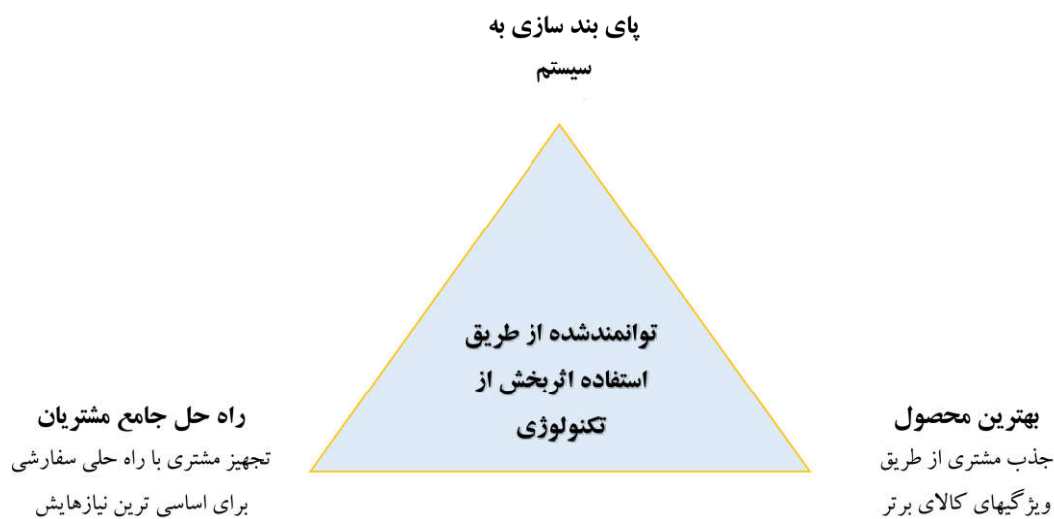 پای بند سازی به
سیستم
توانمندشده از طریق
استفاده اثربخش از
تکنولوژی
بهترین محصول
جذب مشتری از طریق
ویژگیهای کالای برتر
راه حل جامع مشتریان
تجهیز مشتری با راه حلی سفارشی
برای اساسی ترین نیازهایش